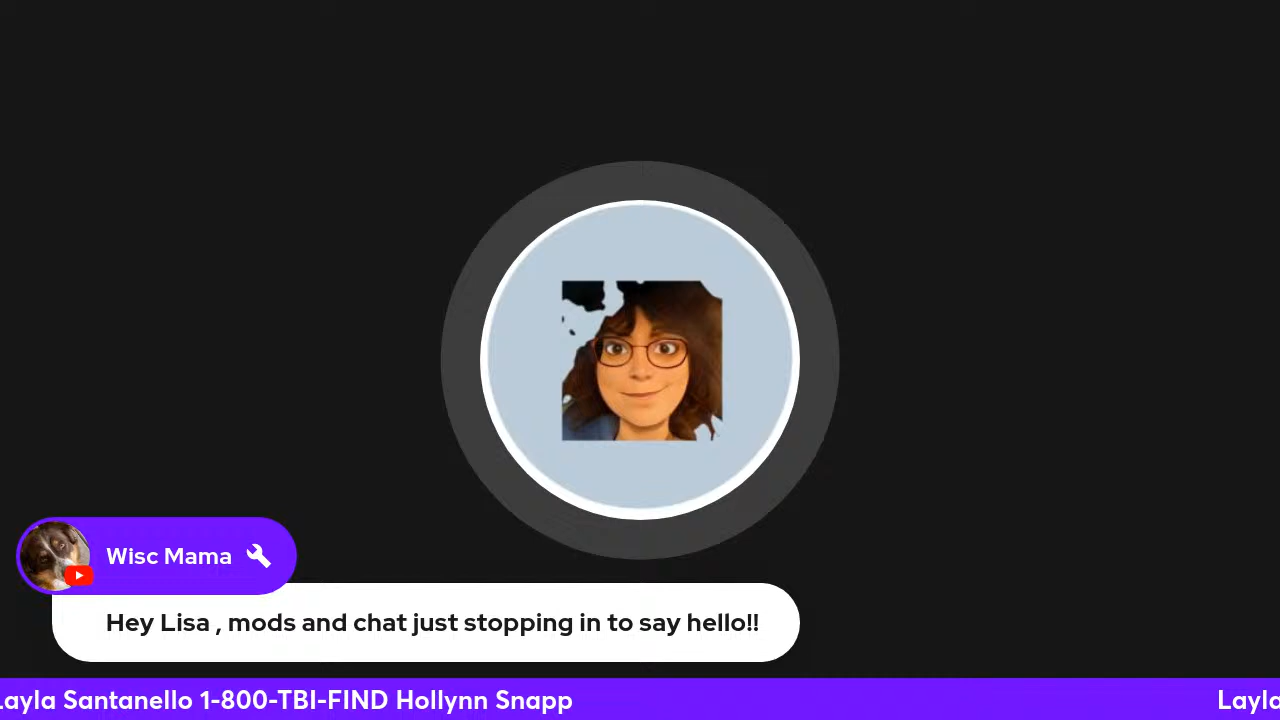 Wisc Mama
Hey Lisa , mods and chat just stopping in to say hello!!
Layla Santanello 1-800-TBI-FIND Hollynn Snapp